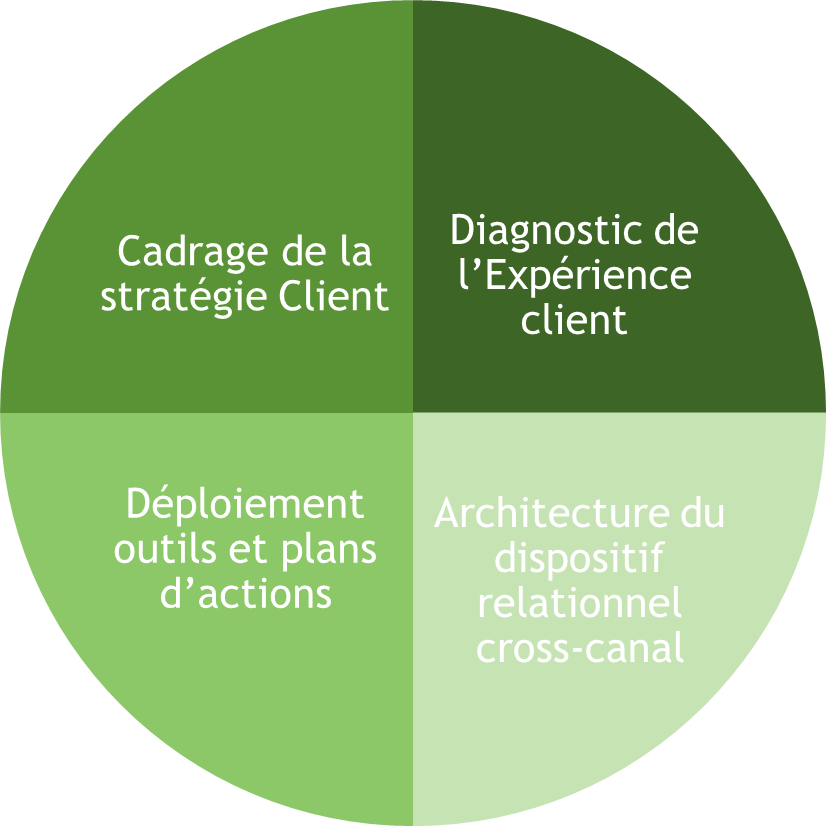 Cadrage de la
stratégie Client
Diagnostic de
l’Expérience
client
Déploiement
outils et plans
d’actions
Architecture du
dispositif
relationnel
cross-canal